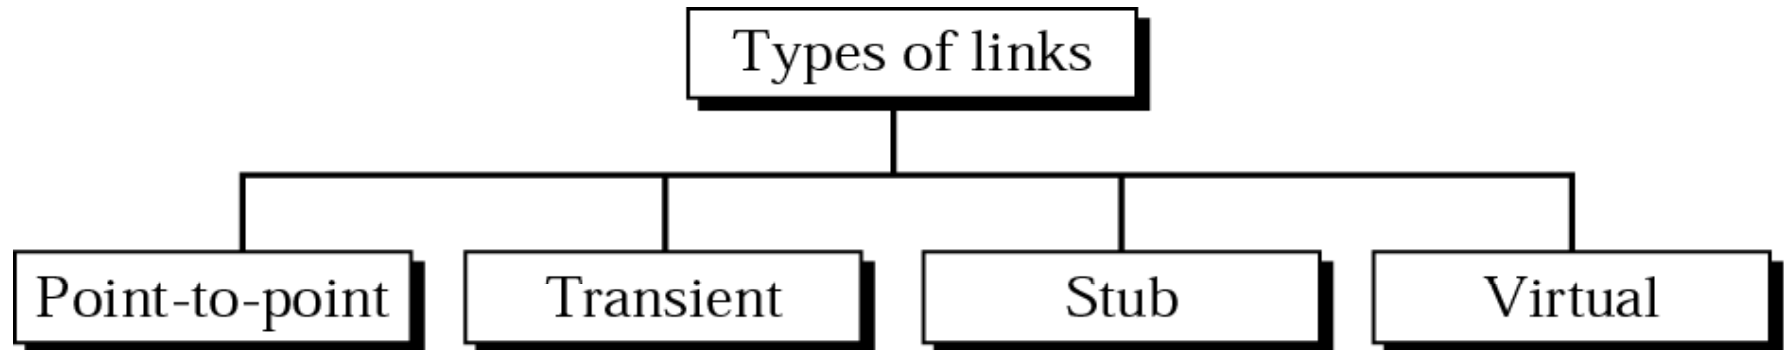 Types of links
Point-to-point
Transient
Stub
Virtual